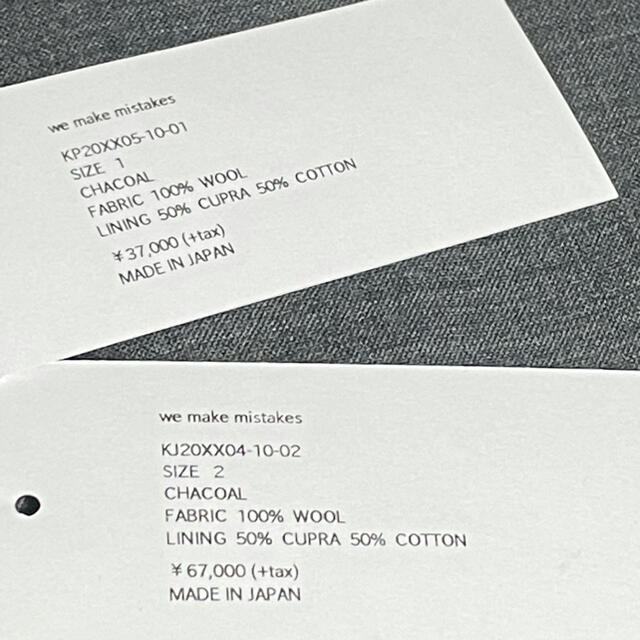 we make mistakes
KP20XX05-10-01
SIZE 1
CHACOAL
FABRIC 100% WOOL
LINING 50% CUPRA 50% COTTON
¥37,000 (+tax)
MADE IN JAPAN
we make mistakes
KJ20XX04-10-02
SIZE 2
CHACOAL
FABRIC 100% WOOL
LINING 50% CUPRA 50% COTTON
¥67,000 (+tax)
MADE IN JAPAN